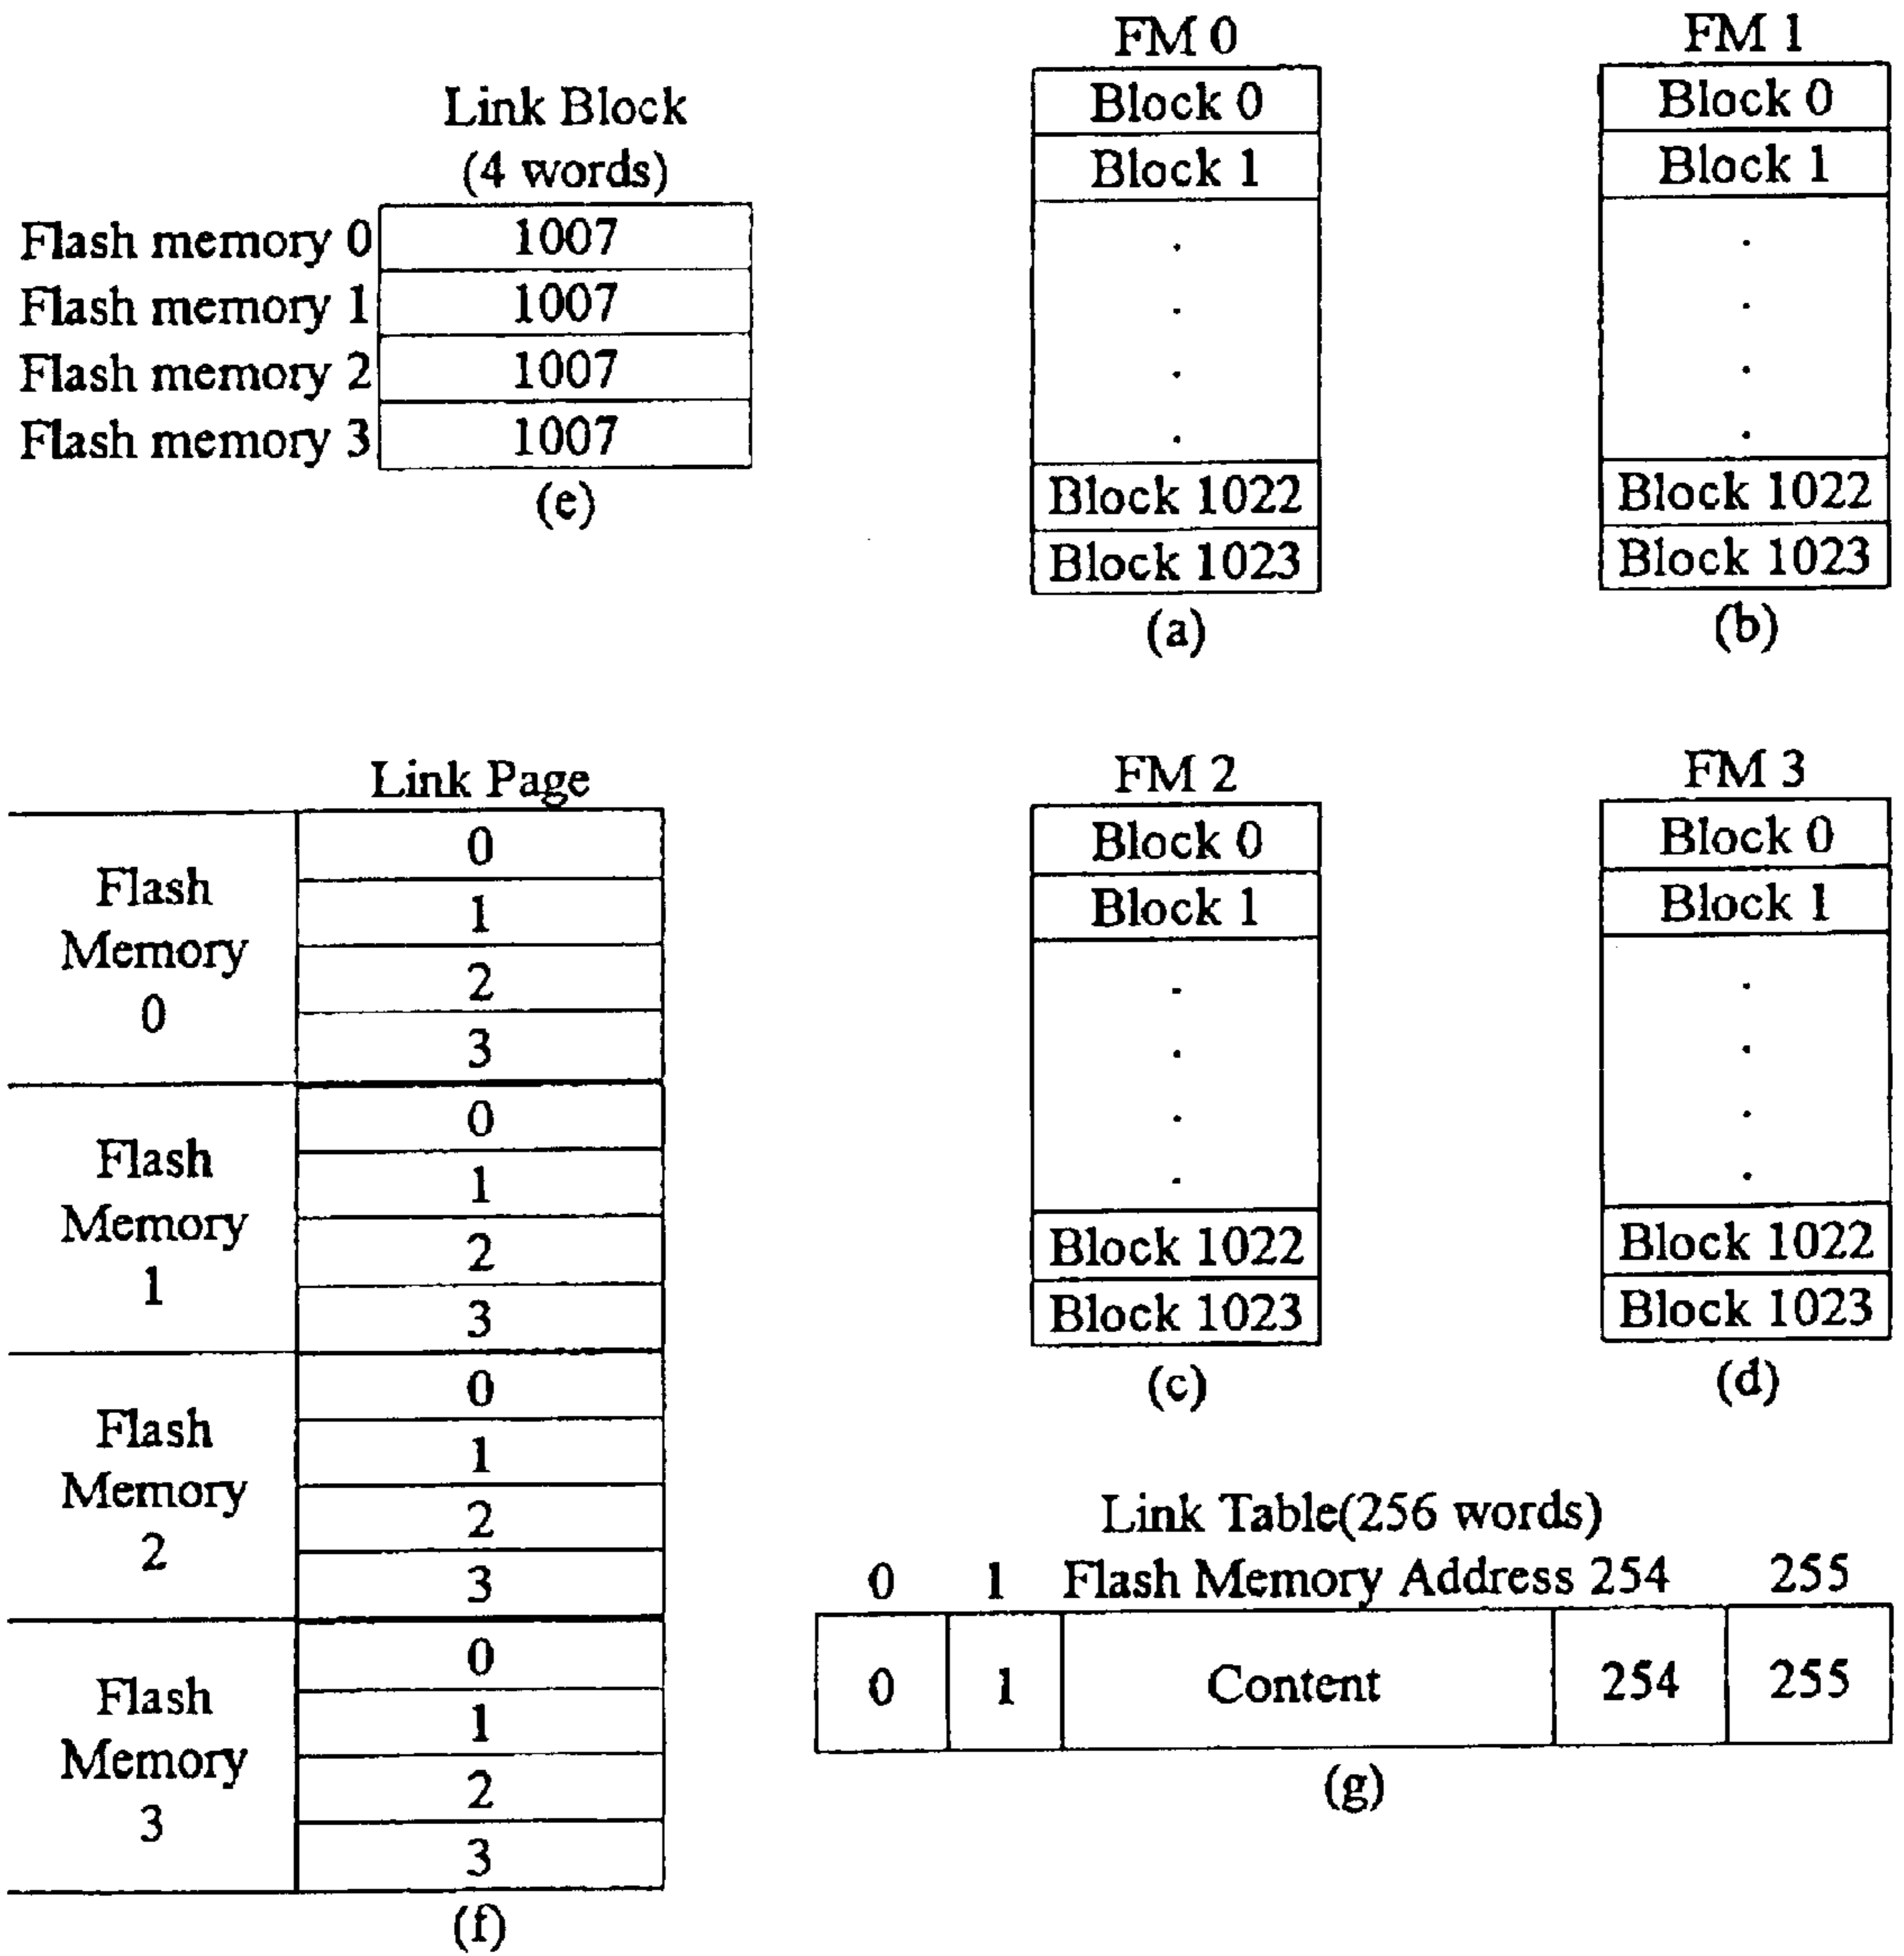 Link Block
(4 words)
Flash memory 0 1007
Flash memory 1 1007
Flash memory 2 1007
Flash memory 3 1007
(e)
FM 0
Block 0
Block 1
Block 1022
Block 1023
(a)
FM 1
Block 0
Block 1
Block 1022
Block 1023
(b)
Link Page
Flash
Memory
0
0
1
2
3
Flash
Memory
1
0
1
2
3
Flash
Memory
2
0
1
2
3
Flash
Memory
3
0
1
2
3
(f)
FM 2
Block 0
Block 1
Block 1022
Block 1023
(c)
FM 3
Block 0
Block 1
Block 1022
Block 1023
(d)
Link Table(256 words)
0 1 Flash Memory Address 254 255
0 1 Content 254 255
(g)